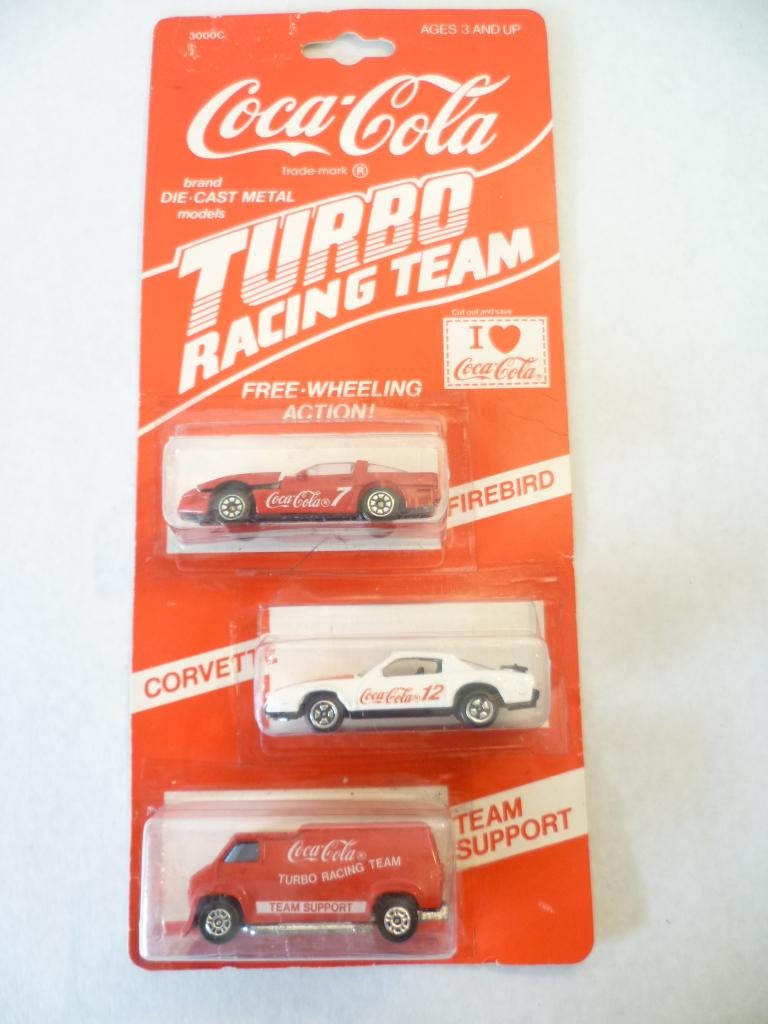 3000C
AGES 3 AND UP
Coca-Cola
Trade-mark ®
brand
DIE-CAST METAL
models
TURBO
RACING TEAM
Cut out and save
I ♥
Coca-Cola®
FREE-WHEELING
ACTION!
Coca-Cola® 7
FIREBIRD
CORVETTE
Coca-Cola® 12
TEAM
SUPPORT
Coca-Cola®
TURBO RACING TEAM
TEAM SUPPORT